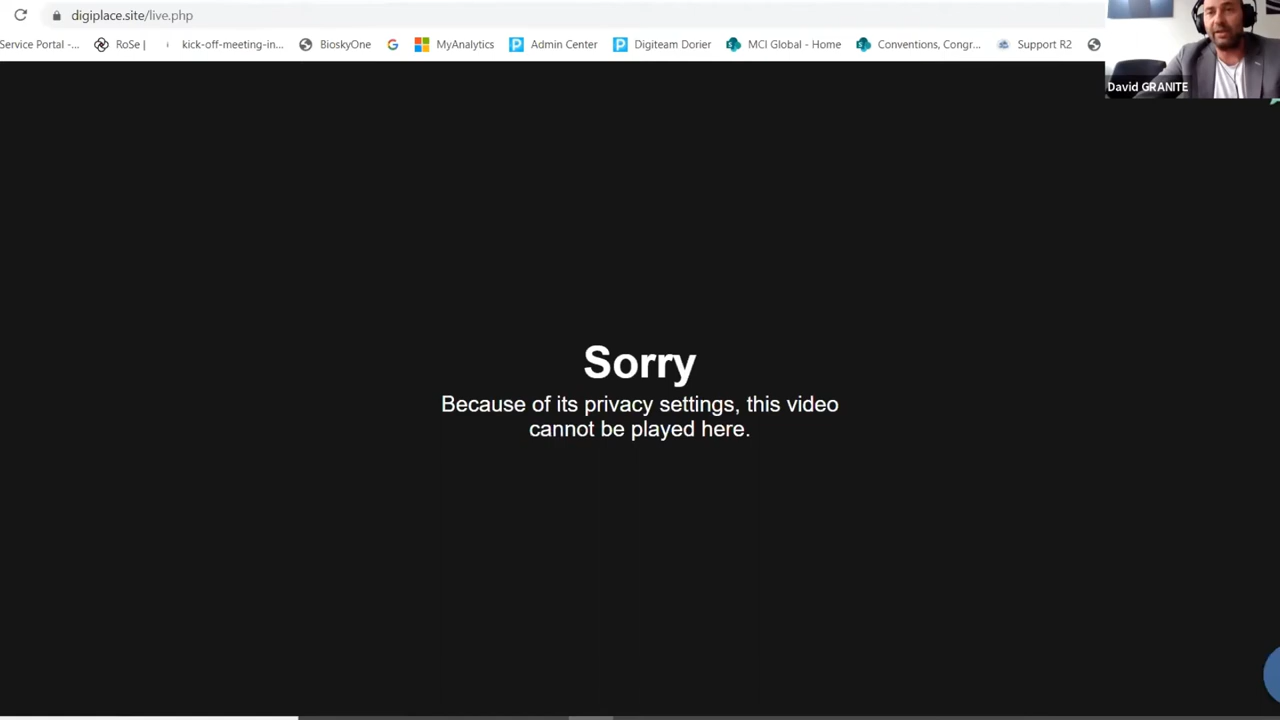 digiplace.site/live.php
Service Portal -... RoSe | kick-off-meeting-in... BioskyOne MyAnalytics Admin Center Digiteam Dorier MCI Global - Home Conventions, Congr... Support R2
David GRANITE
Sorry
Because of its privacy settings, this video
cannot be played here.